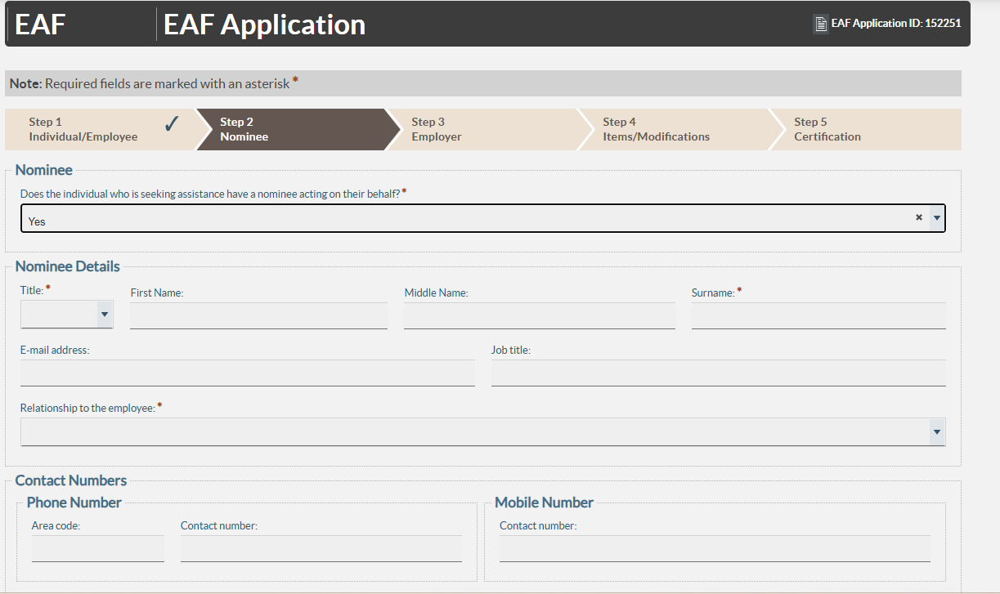 EAF
EAF Application
EAF Application ID: 152251
Note: Required fields are marked with an asterisk *
Step 1
Individual/Employee
Step 2
Nominee
Step 3
Employer
Step 4
Items/Modifications
Step 5
Certification
Nominee
Does the individual who is seeking assistance have a nominee acting on their behalf? *
Yes
Nominee Details
Title: *
First Name:
Middle Name:
Surname: *
E-mail address:
Job title:
Relationship to the employee: *
Contact Numbers
Phone Number
Mobile Number
Area code:
Contact number:
Contact number: